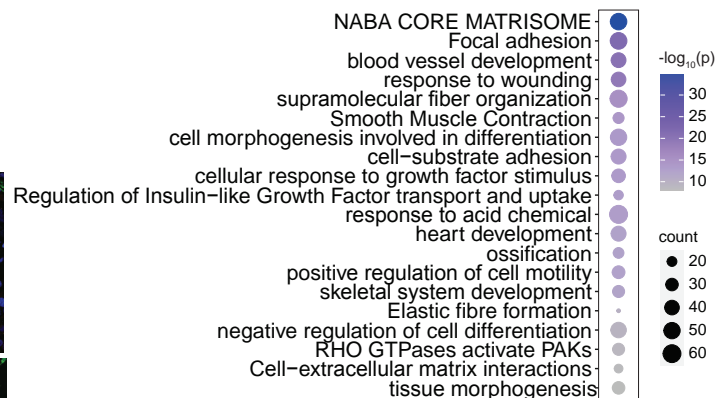 NABA CORE MATRISOME
Focal adhesion
blood vessel development
response to wounding
supramolecular fiber organization
Smooth Muscle Contraction
cell morphogenesis involved in differentiation
cell−substrate adhesion
cellular response to growth factor stimulus
Regulation of Insulin−like Growth Factor transport and uptake
response to acid chemical
heart development
ossification
positive regulation of cell motility
skeletal system development
Elastic fibre formation
negative regulation of cell differentiation
RHO GTPases activate PAKs
Cell−extracellular matrix interactions
tissue morphogenesis
-log10(p)
30
25
20
15
10
count
20
30
40
50
60